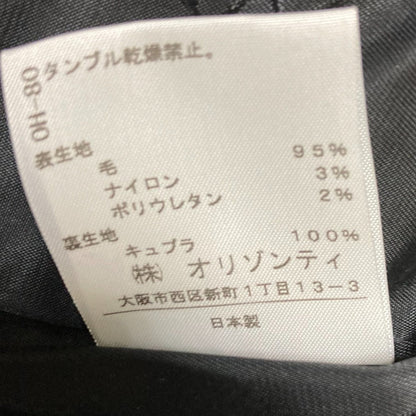 タンブル乾燥禁止。
OH-80
表生地
毛 95%
ナイロン 3%
ポリウレタン 2%
裏生地
キュプラ 100%
㈱ オリゾンティ
大阪市西区新町1丁目13-3
日本製